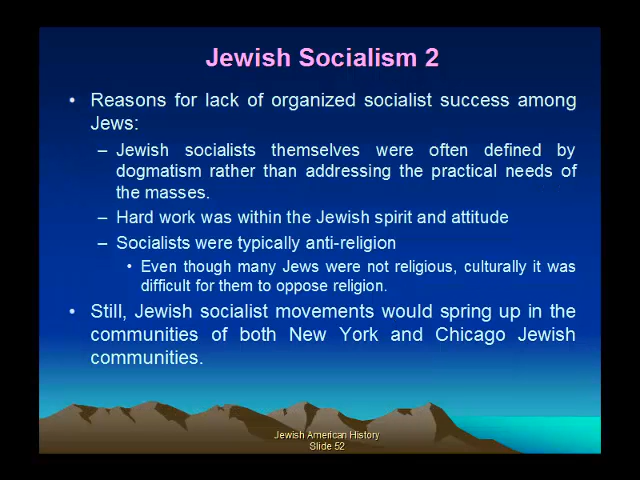 Jewish Socialism 2
• Reasons for lack of organized socialist success among
Jews:
– Jewish socialists themselves were often defined by
dogmatism rather than addressing the practical needs of
the masses.
– Hard work was within the Jewish spirit and attitude
– Socialists were typically anti-religion
• Even though many Jews were not religious, culturally it was
difficult for them to oppose religion.
• Still, Jewish socialist movements would spring up in the
communities of both New York and Chicago Jewish
communities.
Jewish American History
Slide 52